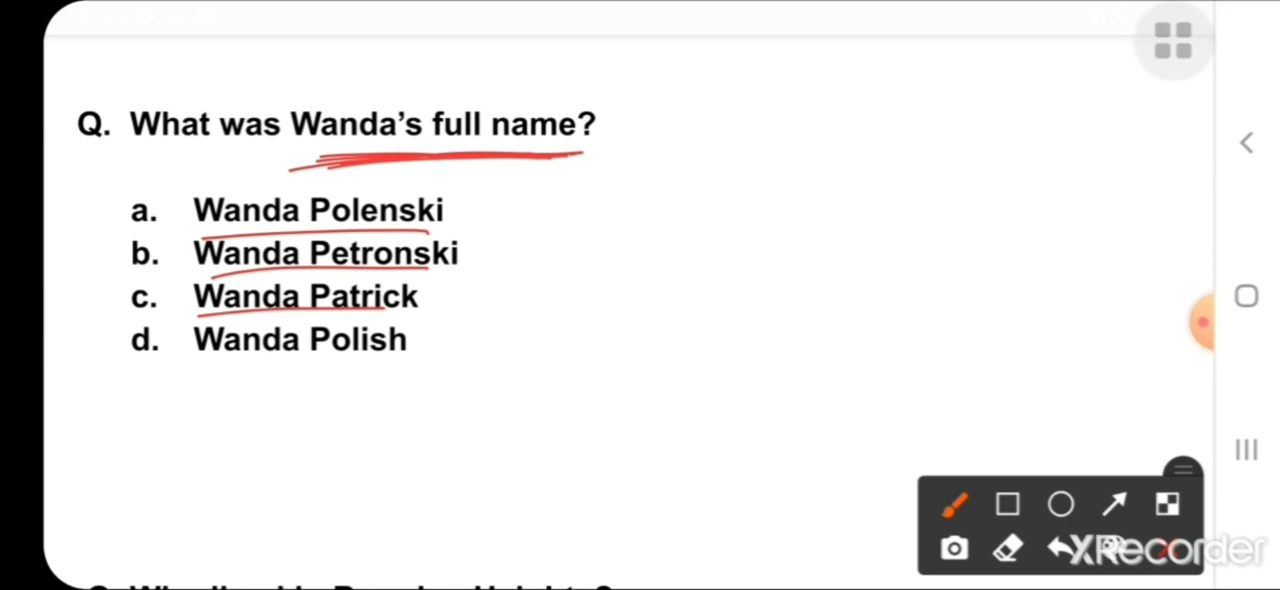 Q. What was Wanda's full name?
a. Wanda Polenski
b. Wanda Petronski
c. Wanda Patrick
d. Wanda Polish
XRecorder